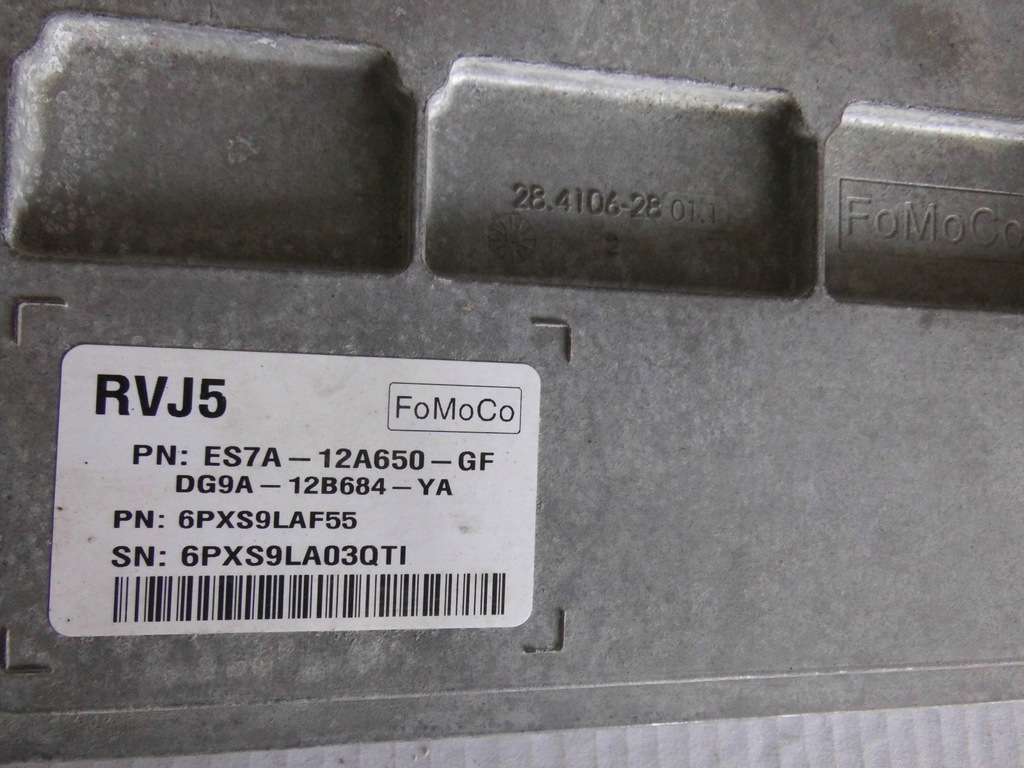 28.4106-28 01.1
2
FoMoCo
RVJ5
FoMoCo
PN: ES7A-12A650-GF
DG9A-12B684-YA
PN: 6PXS9LAF55
SN: 6PXS9LA03QTI